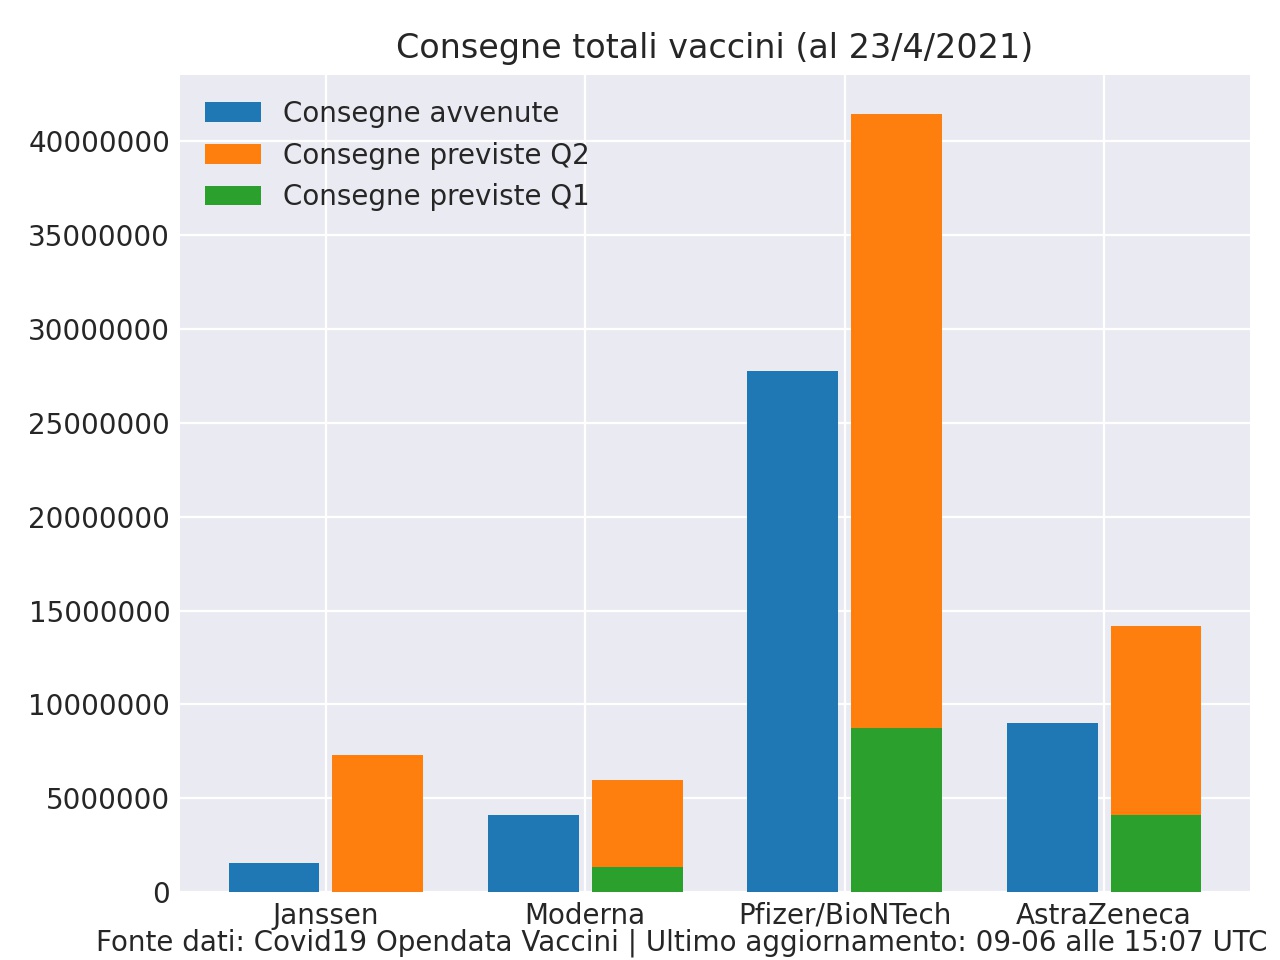 Consegne totali vaccini (al 23/4/2021)
Consegne avvenute
Consegne previste Q2
Consegne previste Q1
40000000
35000000
30000000
25000000
20000000
15000000
10000000
5000000
0
Janssen Moderna Pfizer/BioNTech AstraZeneca
Fonte dati: Covid19 Opendata Vaccini | Ultimo aggiornamento: 09-06 alle 15:07 UTC